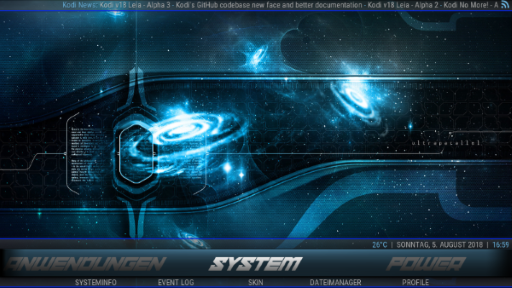 Kodi News: Kodi v18 Leia - Alpha 3 - Kodi's GitHub codebase new face and better documentation - Kodi v18 Leia - Alpha 2 - Kodi No More! - A
26°C | SONNTAG, 5. AUGUST 2018 | 16:59
ANWENDUNGEN SYSTEM POWER
SYSTEMINFO EVENT LOG SKIN DATEIMANAGER PROFILE